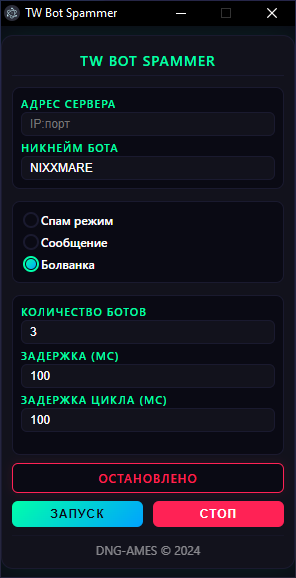 TW Bot Spammer
TW BOT SPAMMER
АДРЕС СЕРВЕРА
IP:порт
НИКНЕЙМ БОТА
NIXXMARE
Спам режим
Сообщение
Болванка
КОЛИЧЕСТВО БОТОВ
3
ЗАДЕРЖКА (МС)
100
ЗАДЕРЖКА ЦИКЛА (МС)
100
ОСТАНОВЛЕНО
ЗАПУСК СТОП
DNG-AMES © 2024